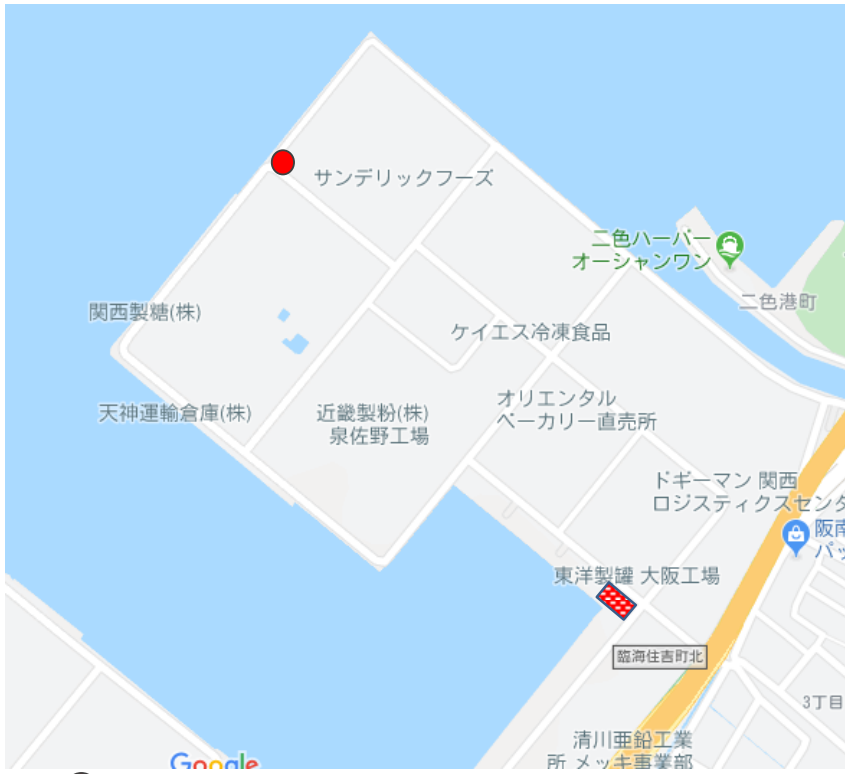 サンデリックフーズ
二色ハーバー
オーシャンワン
二色港町
関西製糖(株)
ケイエス冷凍食品
天神運輸倉庫(株)
近畿製粉(株)
泉佐野工場
オリエンタル
ベーカリー直売所
ドギーマン 関西
ロジスティクスセンタ
阪南
パッ
東洋製罐 大阪工場
臨海住吉町北
3丁目
清川亜鉛工業
所 メッキ事業部
Google